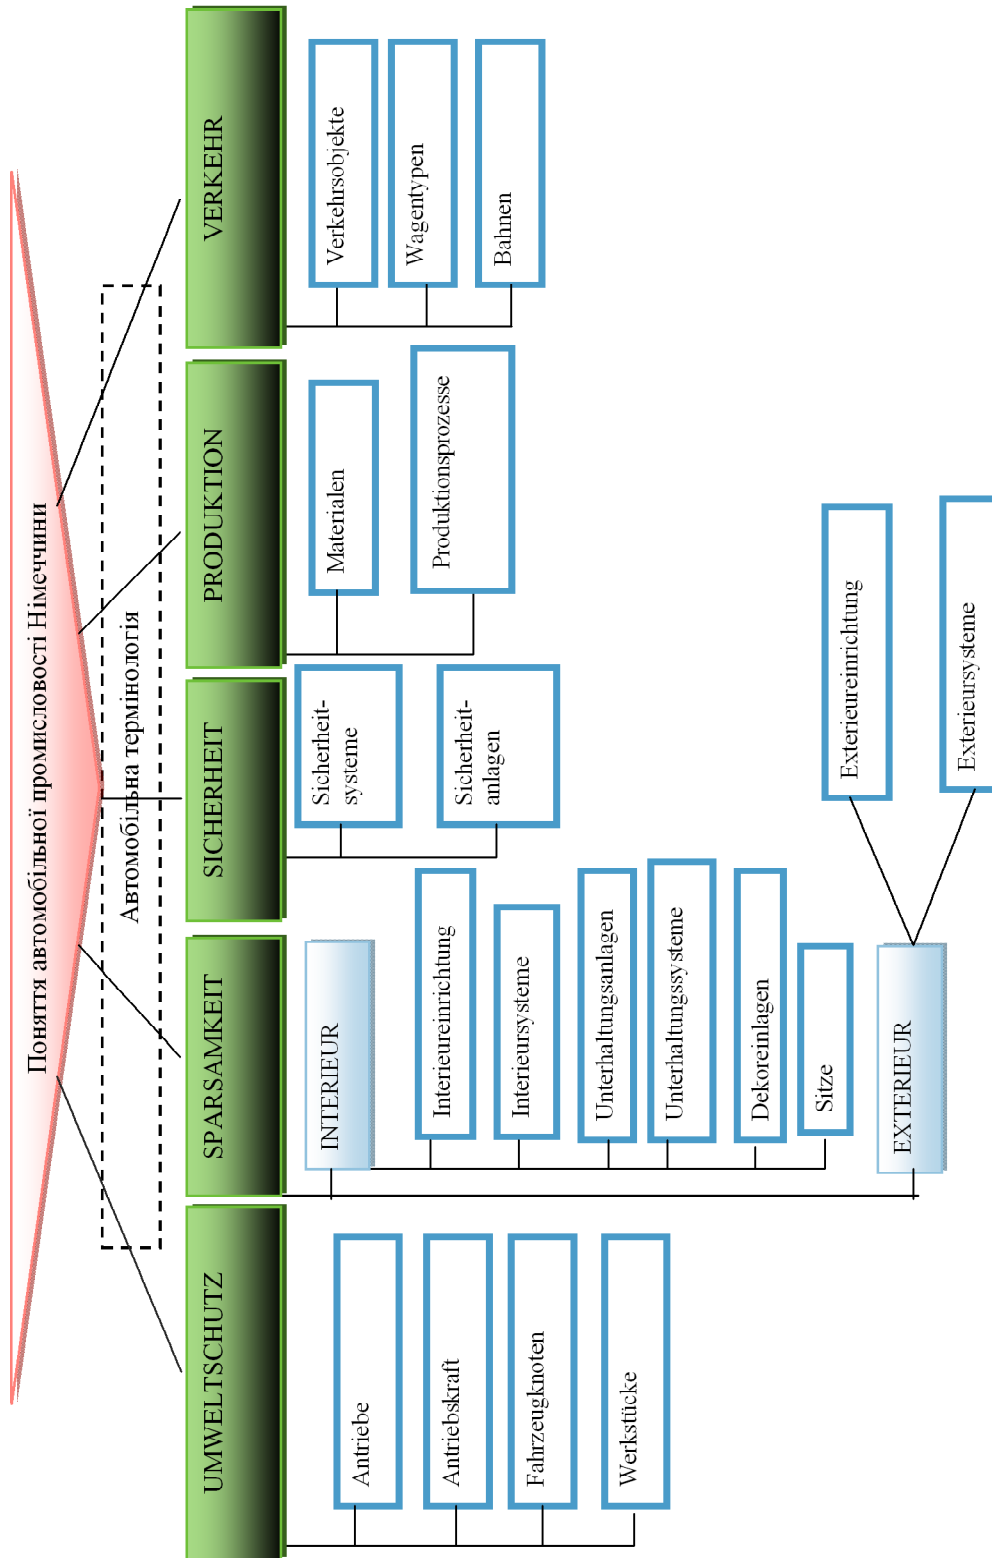 Поняття автомобільної промисловості Німеччини
Автомобільна термінологія
UMWELTSCHUTZ
Antriebe
Antriebskraft
Fahrzeugknoten
Werkstücke
SPARSAMKEIT
INTERIEUR
Interieureinrichtung
Interieursysteme
Unterhaltungsanlagen
Unterhaltungssysteme
Dekoreinlagen
Sitze
EXTERIEUR
Exterieureinrichtung
Exterieursysteme
SICHERHEIT
Sicherheit-
systeme
Sicherheit-
anlagen
PRODUKTION
Materialen
Produktionsprozesse
VERKEHR
Verkehrsobjekte
Wagentypen
Bahnen